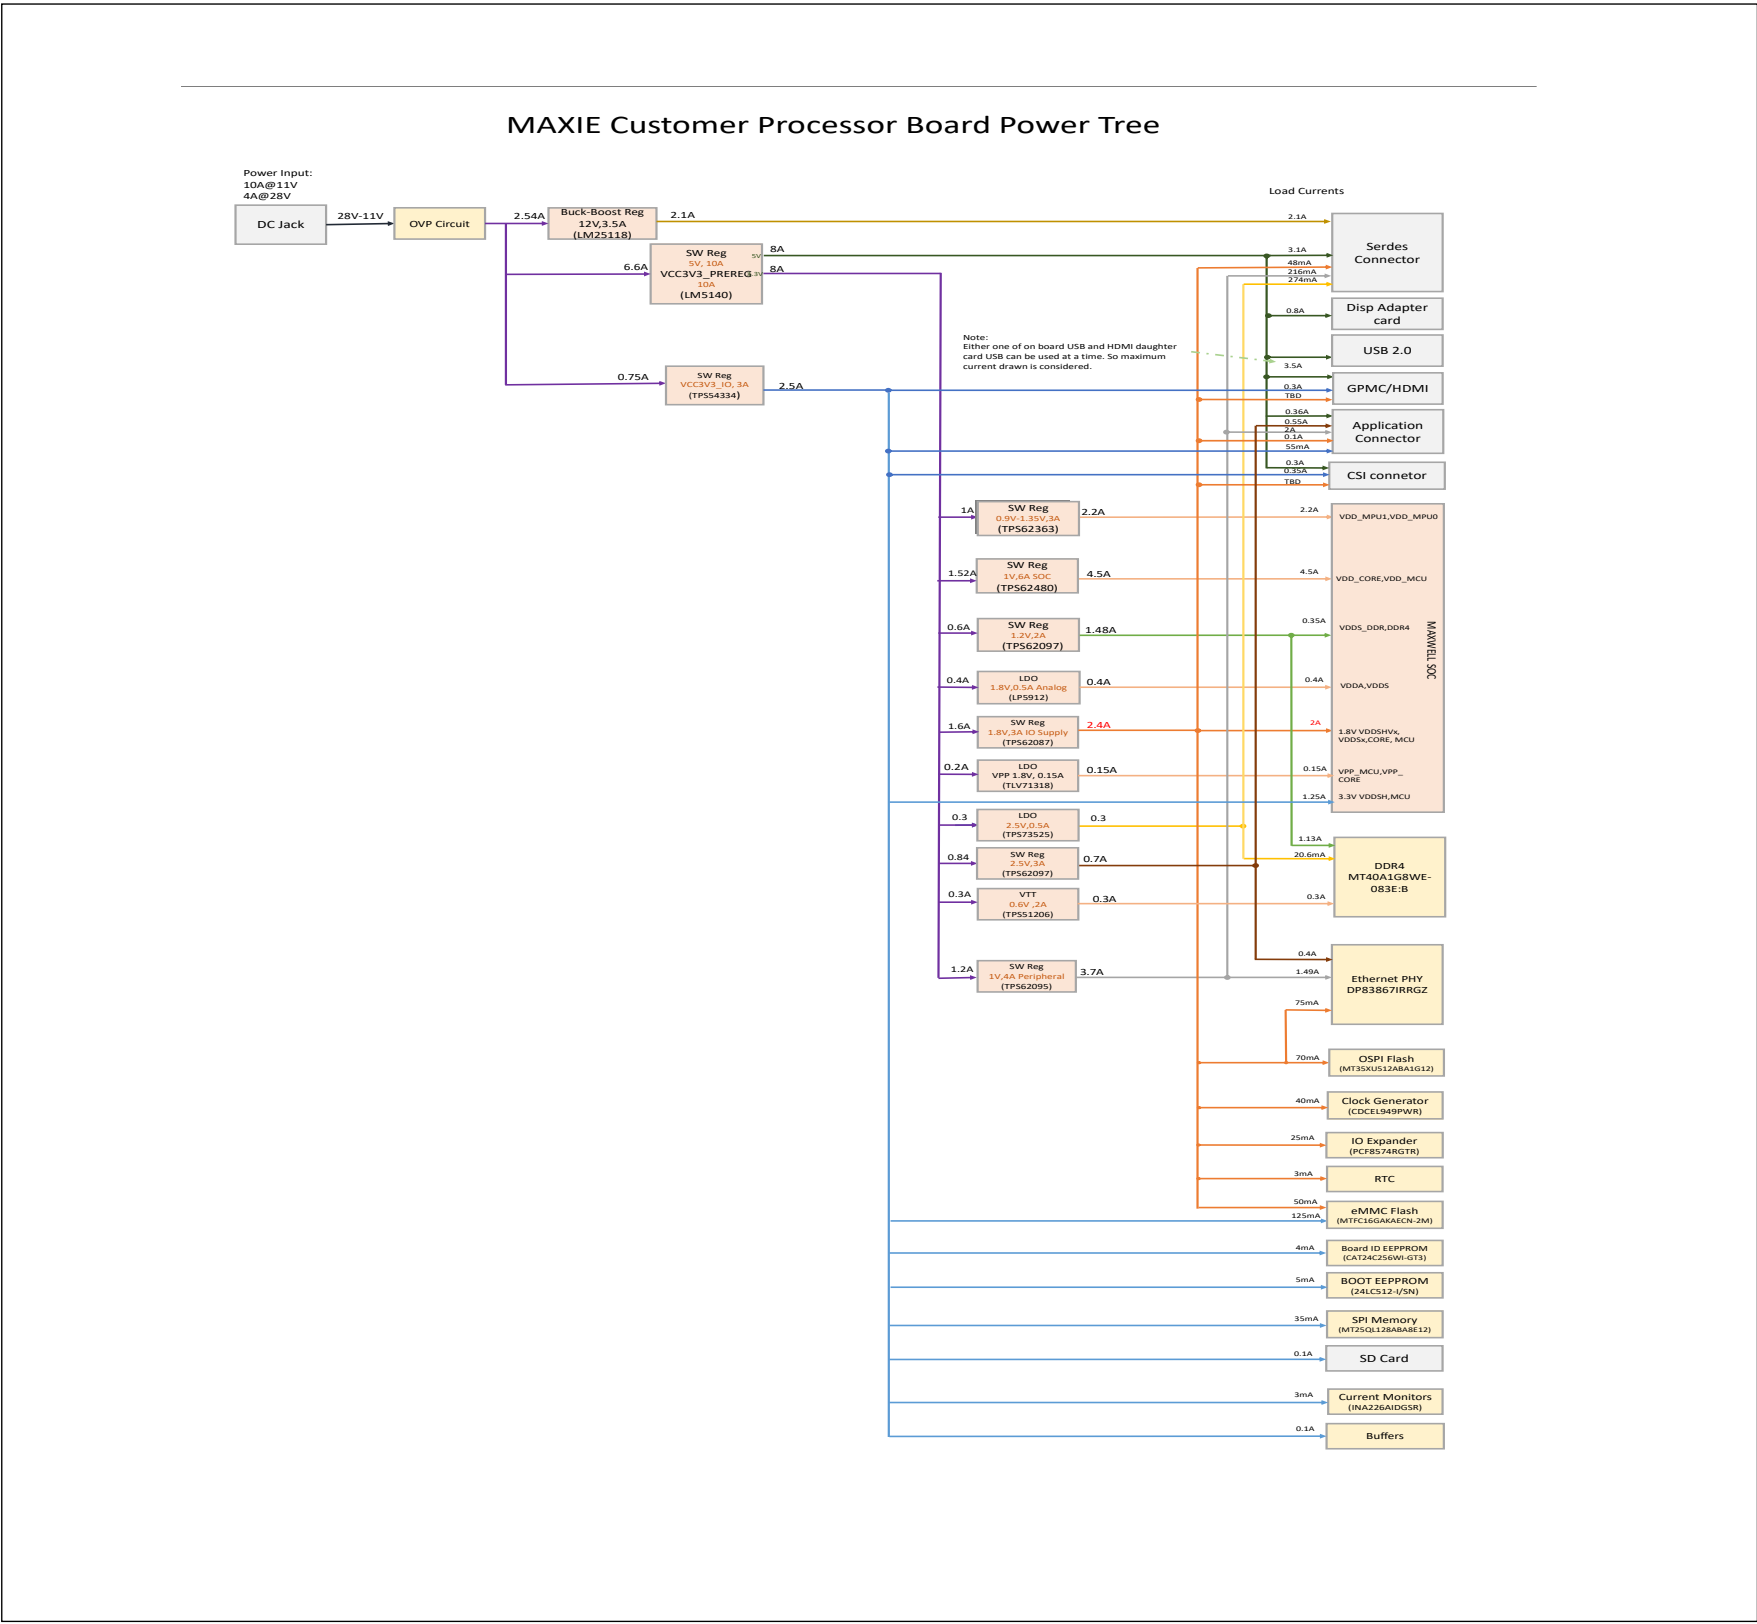 MAXIE Customer Processor Board Power Tree
Power Input:
10A@11V
4A@28V
Load Currents
DC Jack
28V-11V
OVP Circuit
2.54A
Buck-Boost Reg
12V,3.5A
(LM25118)
2.1A
2.1A
6.6A
SW Reg
5V, 10A
VCC3V3_PREREG
10A
(LM5140)
5V
8A
8A
3.1A
48mA
216mA
274mA
Serdes
Connector
0.8A
Disp Adapter
card
Note:
Either one of on board USB and HDMI daughter
card USB can be used at a time. So maximum
current drawn is considered.
3.5A
USB 2.0
0.75A
SW Reg
VCC3V3_IO, 3A
(TPS54334)
2.5A
0.3A
TBD
GPMC/HDMI
0.36A
0.55A
2A
0.1A
55mA
Application
Connector
0.3A
0.35A
TBD
CSI connetor
1A
SW Reg
0.9V-1.35V,3A
(TPS62363)
2.2A
2.2A
VDD_MPU1,VDD_MPU0
1.52A
SW Reg
1V,6A SOC
(TPS62480)
4.5A
4.5A
VDD_CORE,VDD_MCU
0.6A
SW Reg
1.2V,2A
(TPS62097)
1.48A
0.35A
VDDS_DDR,DDR4
MAXWELL SOC
0.4A
LDO
1.8V,0.5A Analog
(LP5912)
0.4A
0.4A
VDDA,VDDS
1.6A
SW Reg
1.8V,3A IO Supply
(TPS62087)
2.4A
2A
1.8V VDDSHVx,
VDDSx,CORE, MCU
0.2A
LDO
VPP 1.8V, 0.15A
(TLV71318)
0.15A
0.15A
VPP_MCU,VPP_
CORE
1.25A
3.3V VDDSH,MCU
0.3
LDO
2.5V,0.5A
(TPS73525)
0.3
0.84
SW Reg
2.5V,3A
(TPS62097)
0.7A
1.13A
20.6mA
DDR4
MT40A1G8WE-
083E:B
0.3A
VTT
0.6V ,2A
(TPS51206)
0.3A
0.3A
1.2A
SW Reg
1V,4A Peripheral
(TPS62095)
3.7A
0.4A
1.49A
75mA
Ethernet PHY
DP83867IRRGZ
70mA
OSPI Flash
(MT35XU512ABA1G12)
40mA
Clock Generator
(CDCEL949PWR)
25mA
IO Expander
(PCF8574RGTR)
3mA
RTC
50mA
125mA
eMMC Flash
(MTFC16GAKAECN-2M)
4mA
Board ID EEPPROM
(CAT24C256WI-GT3)
5mA
BOOT EEPPROM
(24LC512-I/SN)
35mA
SPI Memory
(MT25QL128ABA8E12)
0.1A
SD Card
3mA
Current Monitors
(INA226AIDGSR)
0.1A
Buffers